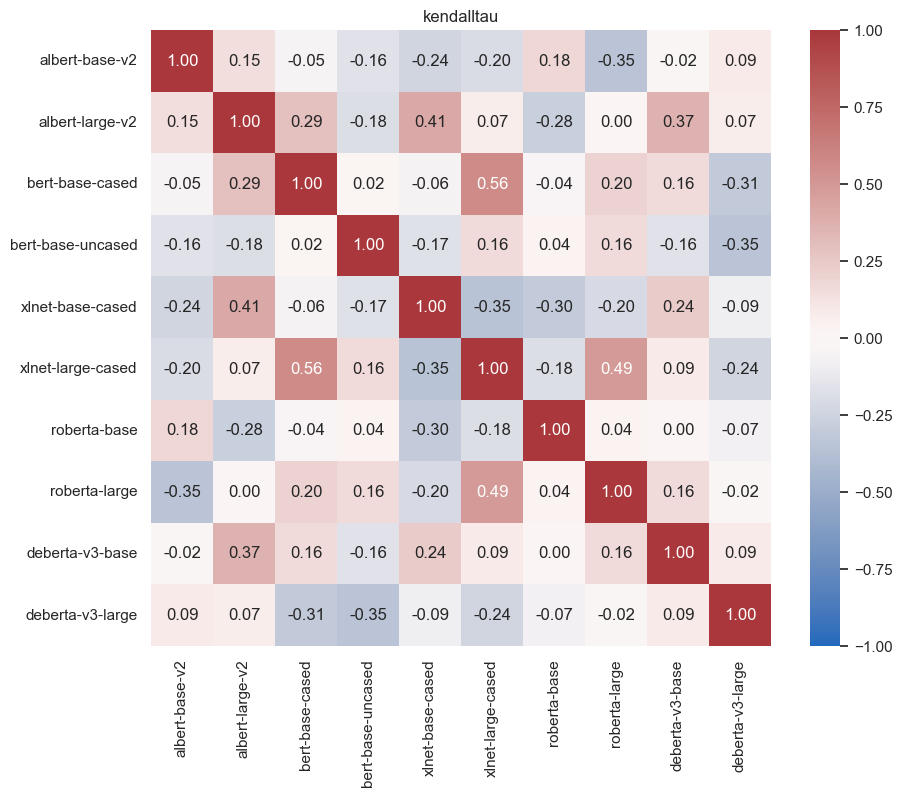 kendalltau
albert-base-v2 1.00 0.15 -0.05 -0.16 -0.24 -0.20 0.18 -0.35 -0.02 0.09
albert-large-v2 0.15 1.00 0.29 -0.18 0.41 0.07 -0.28 0.00 0.37 0.07
bert-base-cased -0.05 0.29 1.00 0.02 -0.06 0.56 -0.04 0.20 0.16 -0.31
bert-base-uncased -0.16 -0.18 0.02 1.00 -0.17 0.16 0.04 0.16 -0.16 -0.35
xlnet-base-cased -0.24 0.41 -0.06 -0.17 1.00 -0.35 -0.30 -0.20 0.24 -0.09
xlnet-large-cased -0.20 0.07 0.56 0.16 -0.35 1.00 -0.18 0.49 0.09 -0.24
roberta-base 0.18 -0.28 -0.04 0.04 -0.30 -0.18 1.00 0.04 0.00 -0.07
roberta-large -0.35 0.00 0.20 0.16 -0.20 0.49 0.04 1.00 0.16 -0.02
deberta-v3-base -0.02 0.37 0.16 -0.16 0.24 0.09 0.00 0.16 1.00 0.09
deberta-v3-large 0.09 0.07 -0.31 -0.35 -0.09 -0.24 -0.07 -0.02 0.09 1.00
albert-base-v2
albert-large-v2
bert-base-cased
bert-base-uncased
xlnet-base-cased
xlnet-large-cased
roberta-base
roberta-large
deberta-v3-base
deberta-v3-large
1.00
0.75
0.50
0.25
0.00
−0.25
−0.50
−0.75
−1.00